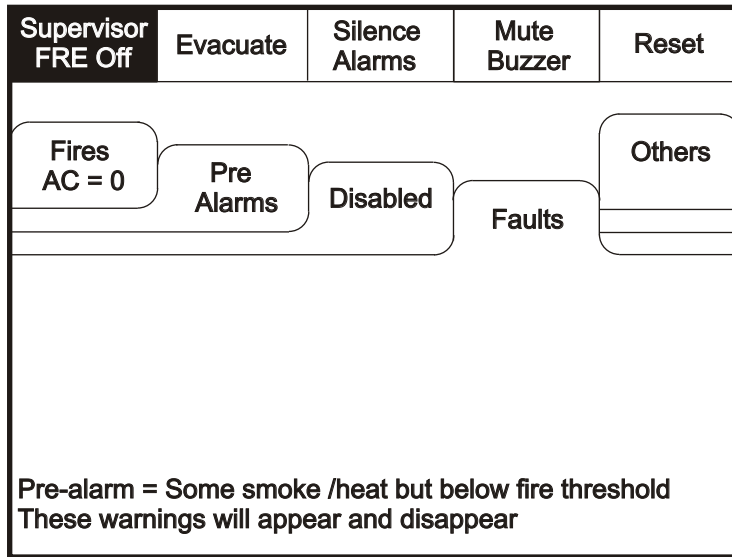 Supervisor
FRE Off
Evacuate
Silence
Alarms
Mute
Buzzer
Reset
Fires
AC = 0
Pre
Alarms
Disabled
Faults
Others
Pre-alarm = Some smoke /heat but below fire threshold
These warnings will appear and disappear